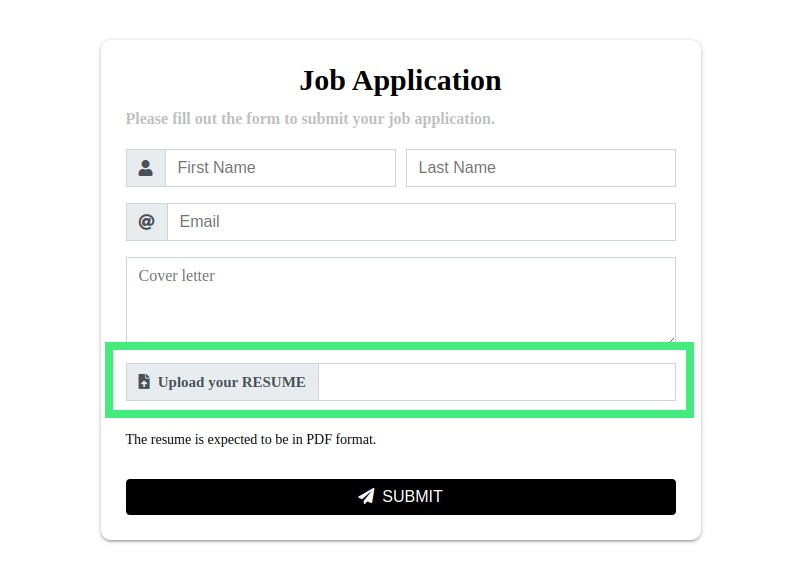 Job Application
Please fill out the form to submit your job application.
First Name
Last Name
@ Email
Cover letter
Upload your RESUME
The resume is expected to be in PDF format.
SUBMIT